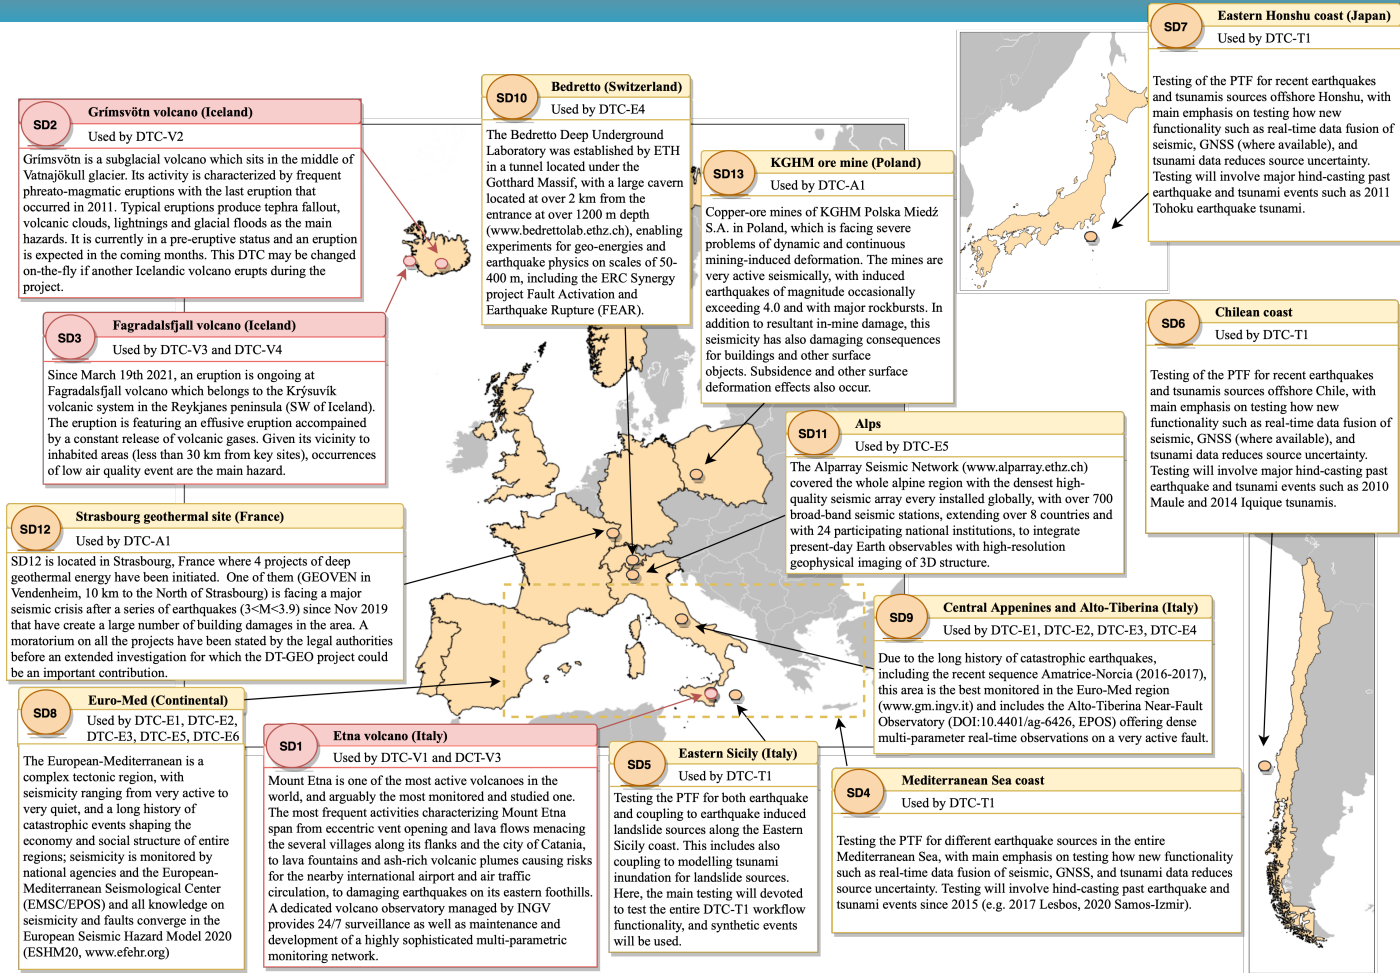 SD7
Eastern Honshu coast (Japan)
Used by DTC-T1
Testing of the PTF for recent earthquakes
and tsunamis sources offshore Honshu, with
main emphasis on testing how new
functionality such as real-time data fusion of
seismic, GNSS (where available), and
tsunami data reduces source uncertainty.
Testing will involve major hind-casting past
earthquake and tsunami events such as 2011
Tohoku earthquake tsunami.
SD10
Bedretto (Switzerland)
Used by DTC-E4
The Bedretto Deep Underground
Laboratory was established by ETH
in a tunnel located under the
Gotthard Massif, with a large cavern
located at over 2 km from the
entrance at over 1200 m depth
(www.bedrettolab.ethz.ch), enabling
experiments for geo-energies and
earthquake physics on scales of 50-
400 m, including the ERC Synergy
project Fault Activation and
Earthquake Rupture (FEAR).
SD2
Grímsvötn volcano (Iceland)
Used by DTC-V2
Grímsvötn is a subglacial volcano which sits in the middle of
Vatnajökull glacier. Its activity is characterized by frequent
phreato-magmatic eruptions with the last eruption that
occurred in 2011. Typical eruptions produce tephra fallout,
volcanic clouds, lightnings and glacial floods as the main
hazards. It is currently in a pre-eruptive status and an eruption
is expected in the coming months. This DTC may be changed
on-the-fly if another Icelandic volcano erupts during the
project.
SD13
KGHM ore mine (Poland)
Used by DTC-A1
Copper-ore mines of KGHM Polska Miedź
S.A. in Poland, which is facing severe
problems of dynamic and continuous
mining-induced deformation. The mines are
very active seismically, with induced
earthquakes of magnitude occasionally
exceeding 4.0 and with major rockbursts. In
addition to resultant in-mine damage, this
seismicity has also damaging consequences
for buildings and other surface
objects. Subsidence and other surface
deformation effects also occur.
SD3
Fagradalsfjall volcano (Iceland)
Used by DTC-V3 and DTC-V4
Since March 19th 2021, an eruption is ongoing at
Fagradalsfjall volcano which belongs to the Krýsuvík
volcanic system in the Reykjanes peninsula (SW of Iceland).
The eruption is featuring an effusive eruption accompained
by a constant release of volcanic gases. Given its vicinity to
inhabited areas (less than 30 km from key sites), occurrences
of low air quality event are the main hazard.
SD6
Chilean coast
Used by DTC-T1
Testing of the PTF for recent earthquakes
and tsunamis sources offshore Chile, with
main emphasis on testing how new
functionality such as real-time data fusion of
seismic, GNSS (where available), and
tsunami data reduces source uncertainty.
Testing will involve major hind-casting past
earthquake and tsunami events such as 2010
Maule and 2014 Iquique tsunamis.
SD11
Alps
Used by DTC-E5
The Alparray Seismic Network (www.alparray.ethz.ch)
covered the whole alpine region with the densest high-
quality seismic array every installed globally, with over 700
broad-band seismic stations, extending over 8 countries and
with 24 participating national institutions, to integrate
present-day Earth observables with high-resolution
geophysical imaging of 3D structure.
SD12
Strasbourg geothermal site (France)
Used by DTC-A1
SD12 is located in Strasbourg, France where 4 projects of deep
geothermal energy have been initiated. One of them (GEOVEN in
Vendenheim, 10 km to the North of Strasbourg) is facing a major
seismic crisis after a series of earthquakes (3<M<3.9) since Nov 2019
that have create a large number of building damages in the area. A
moratorium on all the projects have been stated by the legal authorities
before an extended investigation for which the DT-GEO project could
be an important contribution.
SD9
Central Appenines and Alto-Tiberina (Italy)
Used by DTC-E1, DTC-E2, DTC-E3, DTC-E4
Due to the long history of catastrophic earthquakes,
including the recent sequence Amatrice-Norcia (2016-2017),
this area is the best monitored in the Euro-Med region
(www.gm.ingv.it) and includes the Alto-Tiberina Near-Fault
Observatory (DOI:10.4401/ag-6426, EPOS) offering dense
multi-parameter real-time observations on a very active fault.
SD8
Euro-Med (Continental)
Used by DTC-E1, DTC-E2,
DTC-E3, DTC-E5, DTC-E6
The European-Mediterranean is a
complex tectonic region, with
seismicity ranging from very active to
very quiet, and a long history of
catastrophic events shaping the
economy and social structure of entire
regions; seismicity is monitored by
national agencies and the European-
Mediterranean Seismological Center
(EMSC/EPOS) and all knowledge on
seismicity and faults converge in the
European Seismic Hazard Model 2020
(ESHM20, www.efehr.org)
SD1
Etna volcano (Italy)
Used by DTC-V1 and DCT-V3
Mount Etna is one of the most active volcanoes in the
world, and arguably the most monitored and studied one.
The most frequent activities characterizing Mount Etna
span from eccentric vent opening and lava flows menacing
the several villages along its flanks and the city of Catania,
to lava fountains and ash-rich volcanic plumes causing risks
for the nearby international airport and air traffic
circulation, to damaging earthquakes on its eastern foothills.
A dedicated volcano observatory managed by INGV
provides 24/7 surveillance as well as maintenance and
development of a highly sophisticated multi-parametric
monitoring network.
SD5
Eastern Sicily (Italy)
Used by DTC-T1
Testing the PTF for both earthquake
and coupling to earthquake induced
landslide sources along the Eastern
Sicily coast. This includes also
coupling to modelling tsunami
inundation for landslide sources.
Here, the main testing will devoted
to test the entire DTC-T1 workflow
functionality, and synthetic events
will be used.
SD4
Mediterranean Sea coast
Used by DTC-T1
Testing the PTF for different earthquake sources in the entire
Mediterranean Sea, with main emphasis on testing how new functionality
such as real-time data fusion of seismic, GNSS, and tsunami data reduces
source uncertainty. Testing will involve hind-casting past earthquake and
tsunami events since 2015 (e.g. 2017 Lesbos, 2020 Samos-Izmir).